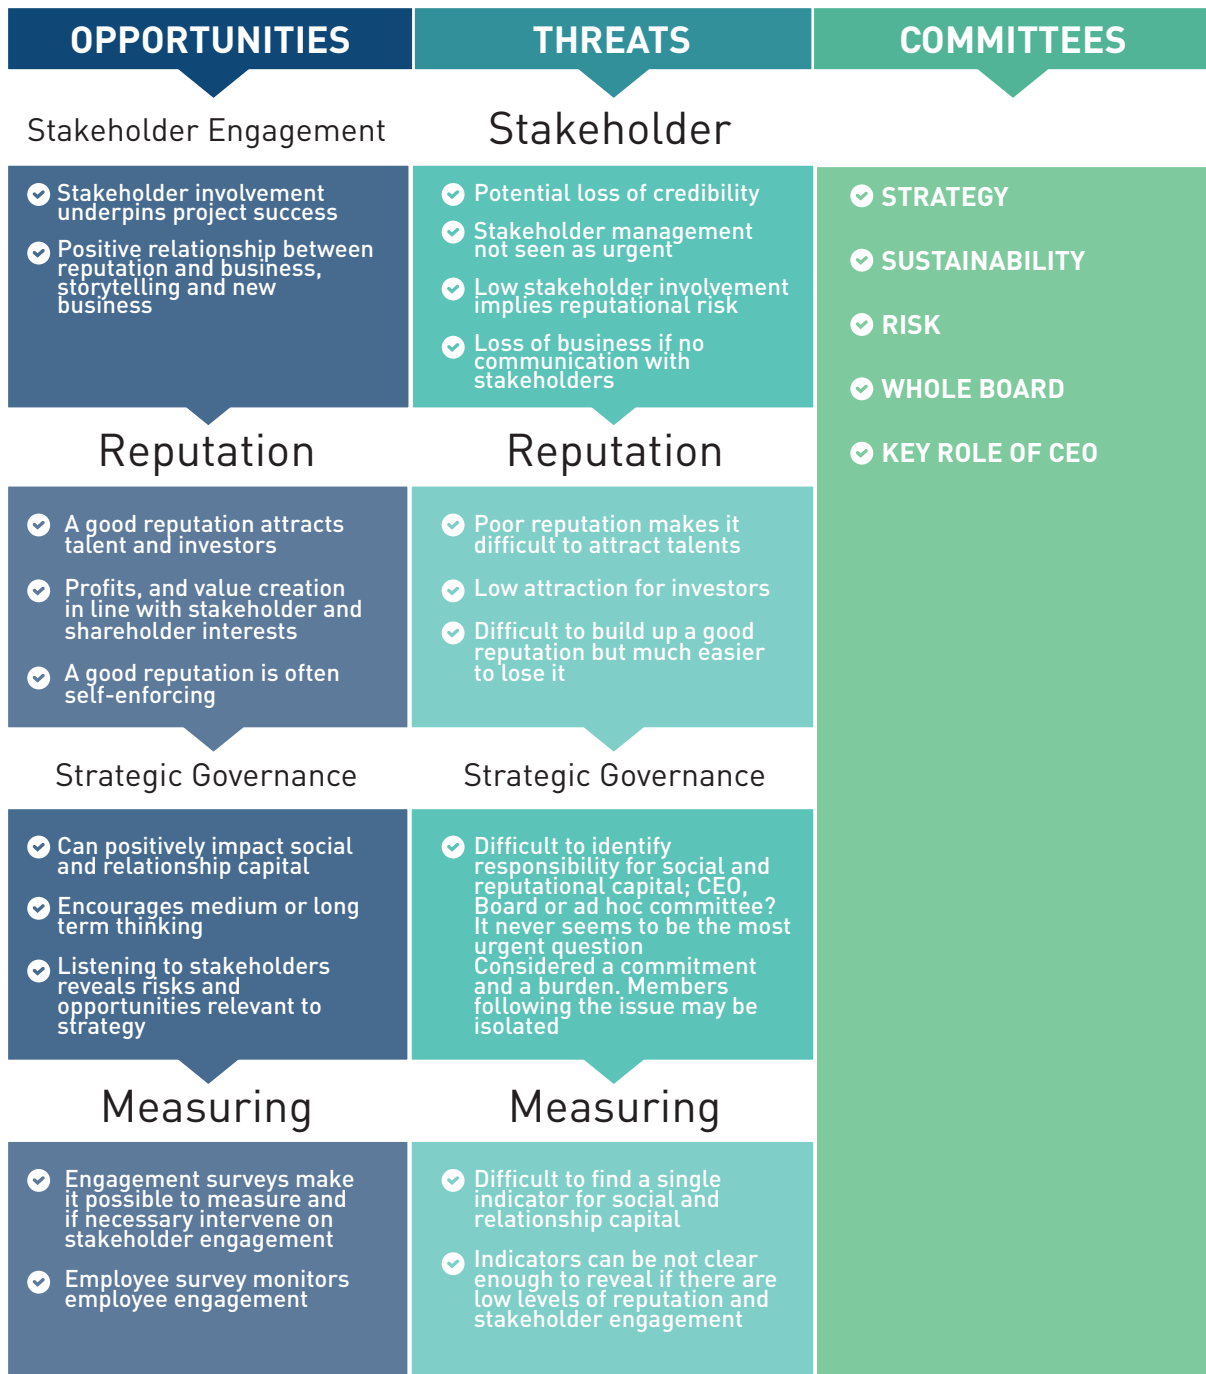 OPPORTUNITIES
Stakeholder Engagement
Stakeholder involvement
underpins project success
Positive relationship between
reputation and business,
storytelling and new
business
Reputation
A good reputation attracts
talent and investors
Profits, and value creation
in line with stakeholder and
shareholder interests
A good reputation is often
self-enforcing
Strategic Governance
Can positively impact social
and relationship capital
Encourages medium or long
term thinking
Listening to stakeholders
reveals risks and
opportunities relevant to
strategy
Measuring
Engagement surveys make
it possible to measure and
if necessary intervene on
stakeholder engagement
Employee survey monitors
employee engagement
THREATS
Stakeholder
Potential loss of credibility
Stakeholder management
not seen as urgent
Low stakeholder involvement
implies reputational risk
Loss of business if no
communication with
stakeholders
Reputation
Poor reputation makes it
difficult to attract talents
Low attraction for investors
Difficult to build up a good
reputation but much easier
to lose it
Strategic Governance
Difficult to identify
responsibility for social and
reputational capital; CEO,
Board or ad hoc committee?
It never seems to be the most
urgent question
Considered a commitment
and a burden. Members
following the issue may be
isolated
Measuring
Difficult to find a single
indicator for social and
relationship capital
Indicators can be not clear
enough to reveal if there are
low levels of reputation and
stakeholder engagement
COMMITTEES
STRATEGY
SUSTAINABILITY
RISK
WHOLE BOARD
KEY ROLE OF CEO